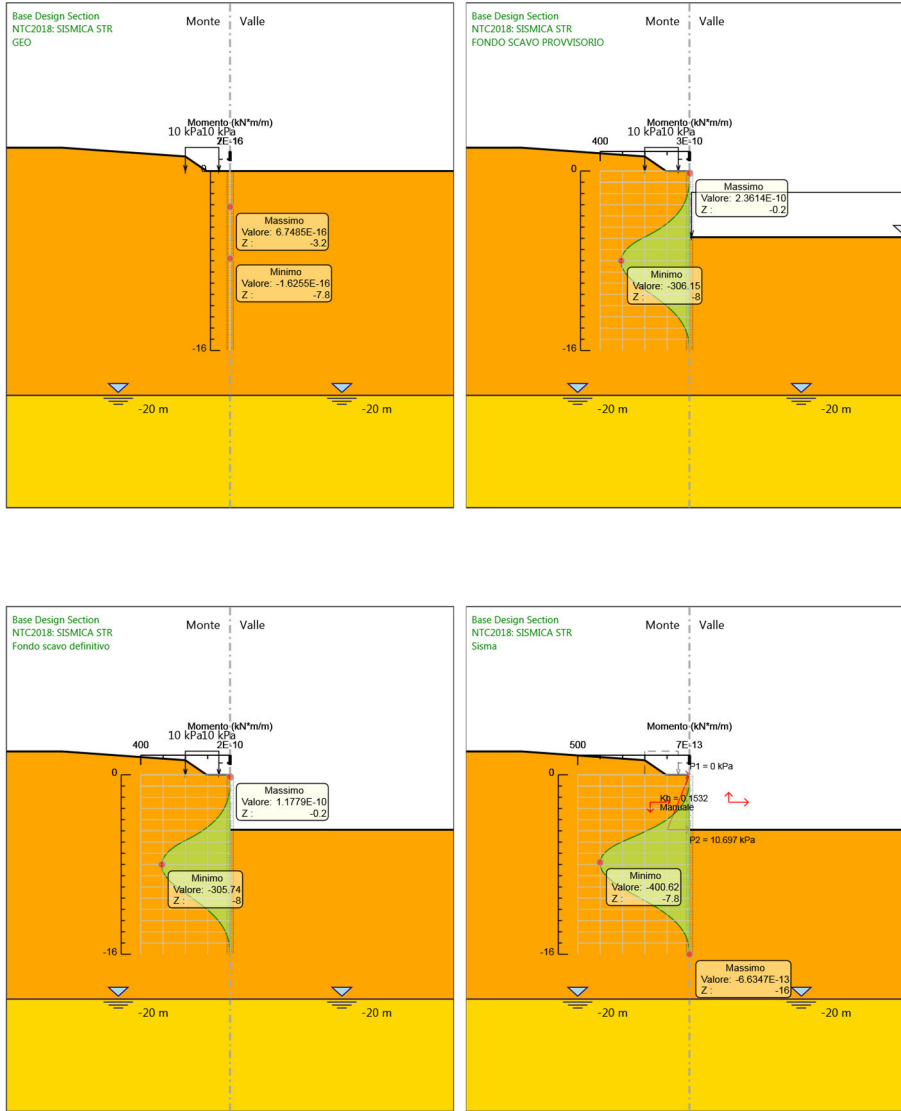 Base Design Section
NTC2018: SISMICA STR
GEO
Monte Valle
Momento (kN*m/m)
10 kPa 10 kPa
2E-16
0
Massimo
Valore: 6.7485E-16
Z : -3.2
Minimo
Valore: -1.6255E-16
Z : -7.8
-16
-20 m
-20 m
Base Design Section
NTC2018: SISMICA STR
FONDO SCAVO PROVVISORIO
Monte Valle
Momento (kN*m/m)
10 kPa 10 kPa
400 3E-10
0
Massimo
Valore: 2.3614E-10
Z : -0.2
Minimo
Valore: -306.15
Z : -8
-16
-20 m
-20 m
Base Design Section
NTC2018: SISMICA STR
Fondo scavo definitivo
Monte Valle
Momento (kN*m/m)
10 kPa 10 kPa
400 2E-10
0
Massimo
Valore: 1.1779E-10
Z : -0.2
Minimo
Valore: -305.74
Z : -8
-16
-20 m
-20 m
Base Design Section
NTC2018: SISMICA STR
Sisma
Monte Valle
Momento (kN*m/m)
500 7E-13
P1 = 0 kPa
0
Kh = 0.1532
Manuale
P2 = 10.697 kPa
Minimo
Valore: -400.62
Z : -7.8
-16
Massimo
Valore: -6.6347E-13
Z : -16
-20 m
-20 m